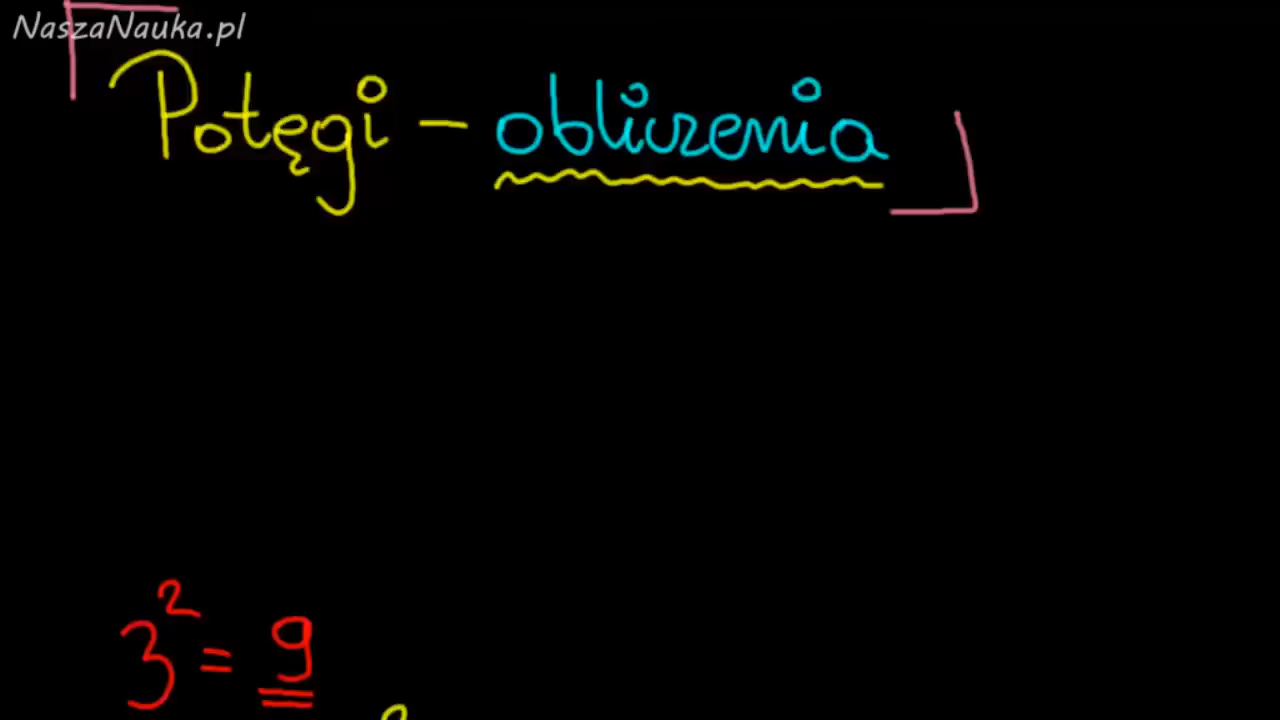 NaszaNauka.pl
Potęgi - obliczenia
3² = 9